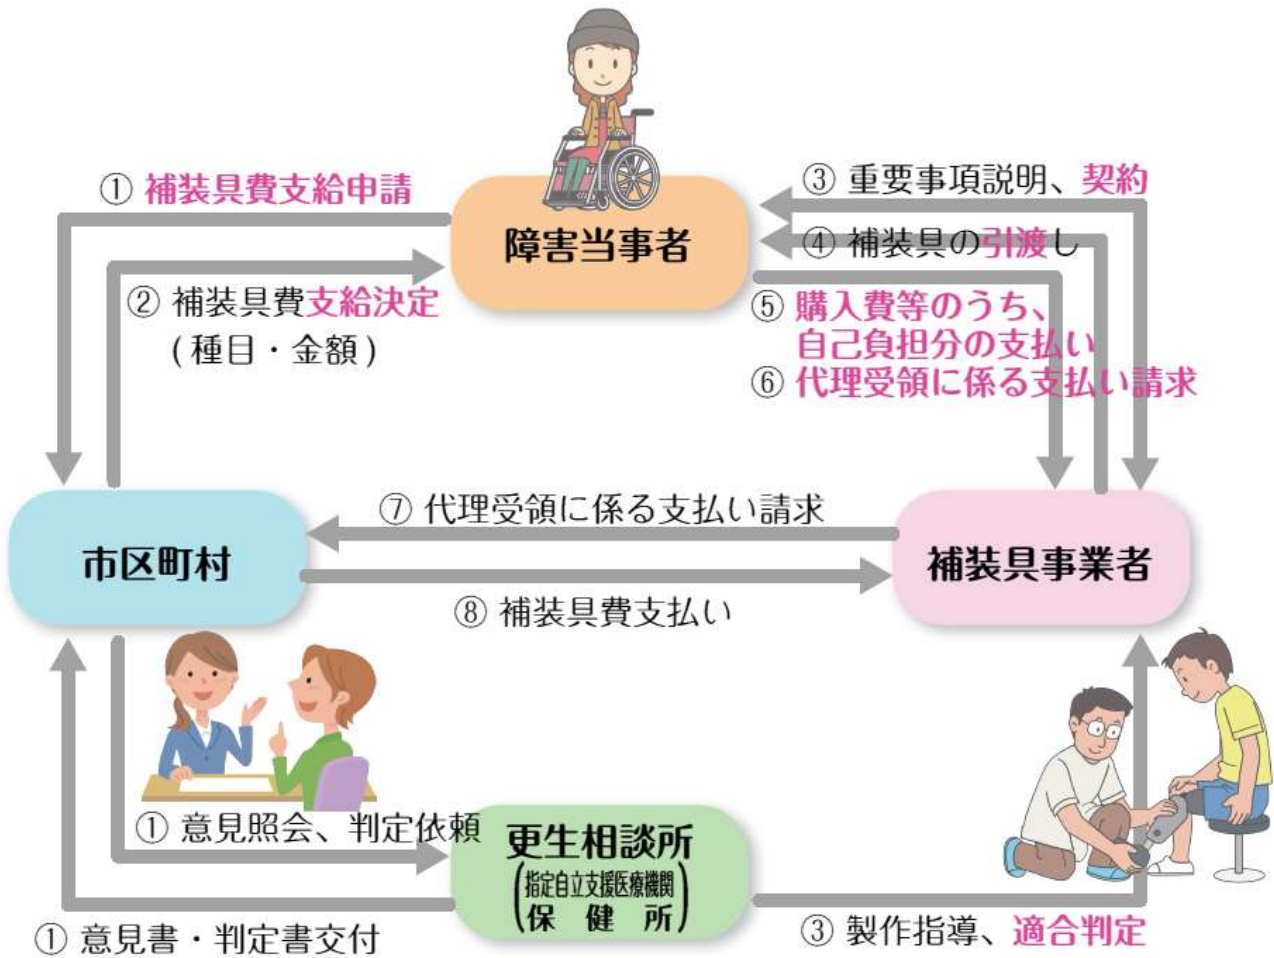 ① 補装具費支給申請
③ 重要事項説明、契約
障害当事者
④ 補装具の引渡し
② 補装具費支給決定
(種目・金額)
⑤ 購入費等のうち、
自己負担分の支払い
⑥ 代理受領に係る支払い請求
⑦ 代理受領に係る支払い請求
市区町村
補装具事業者
⑧ 補装具費支払い
① 意見照会、判定依頼
更生相談所
(指定自立支援医療機関
保健所)
① 意見書・判定書交付
③ 製作指導、適合判定